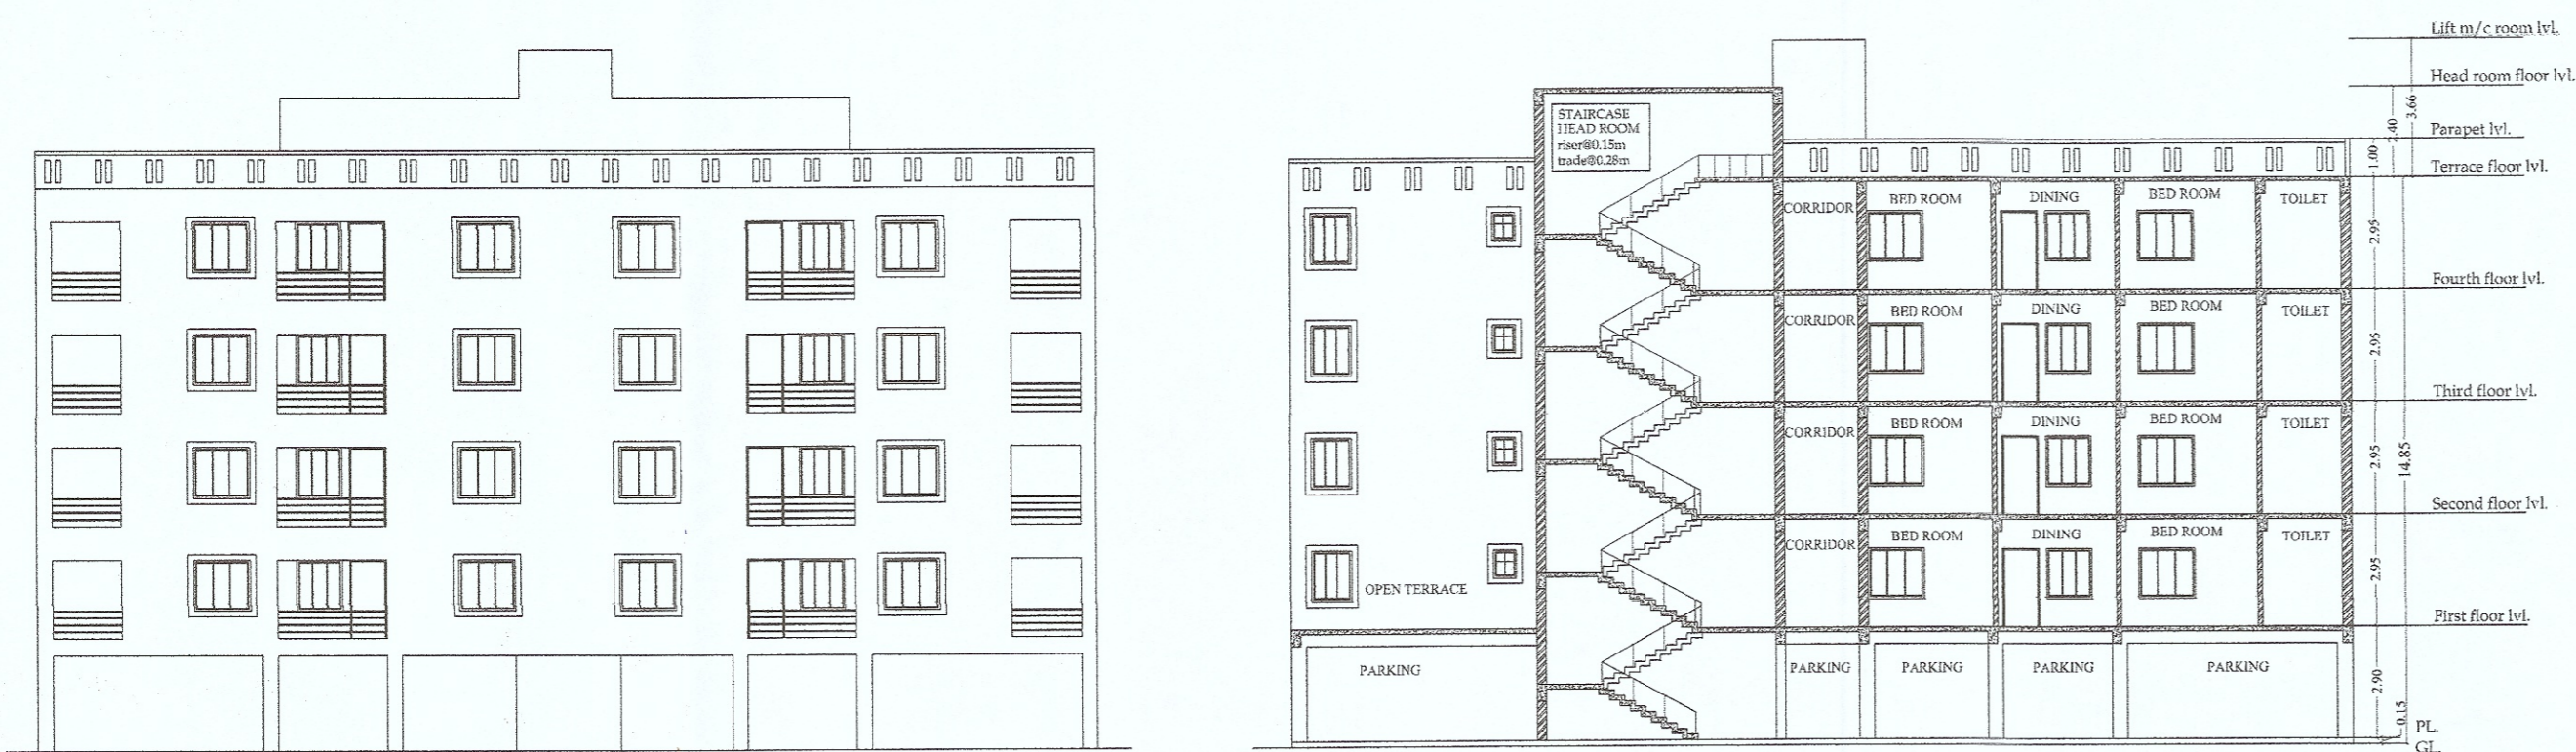 Lift m/c room lvl.
Head room floor lvl.
3.66
STAIRCASE
HEAD ROOM
riser@0.15m
trade@0.28m
2.40
Parapet lvl.
1.00
Terrace floor lvl.
CORRIDOR
BED ROOM
DINING
BED ROOM
TOILET
2.95
Fourth floor lvl.
CORRIDOR
BED ROOM
DINING
BED ROOM
TOILET
2.95
Third floor lvl.
CORRIDOR
BED ROOM
DINING
BED ROOM
TOILET
2.95
14.85
Second floor lvl.
CORRIDOR
BED ROOM
DINING
BED ROOM
TOILET
2.95
OPEN TERRACE
First floor lvl.
PARKING
PARKING
PARKING
PARKING
PARKING
2.90
0.15
PL.
GL.